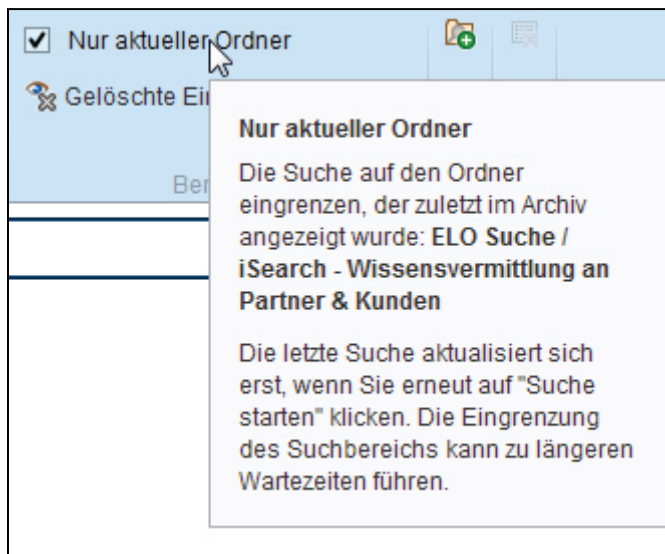 Nur aktueller Ordner
Gelöschte Ei
Ber
Nur aktueller Ordner
Die Suche auf den Ordner
eingrenzen, der zuletzt im Archiv
angezeigt wurde: ELO Suche /
iSearch - Wissensvermittlung an
Partner & Kunden
Die letzte Suche aktualisiert sich
erst, wenn Sie erneut auf "Suche
starten" klicken. Die Eingrenzung
des Suchbereichs kann zu längeren
Wartezeiten führen.